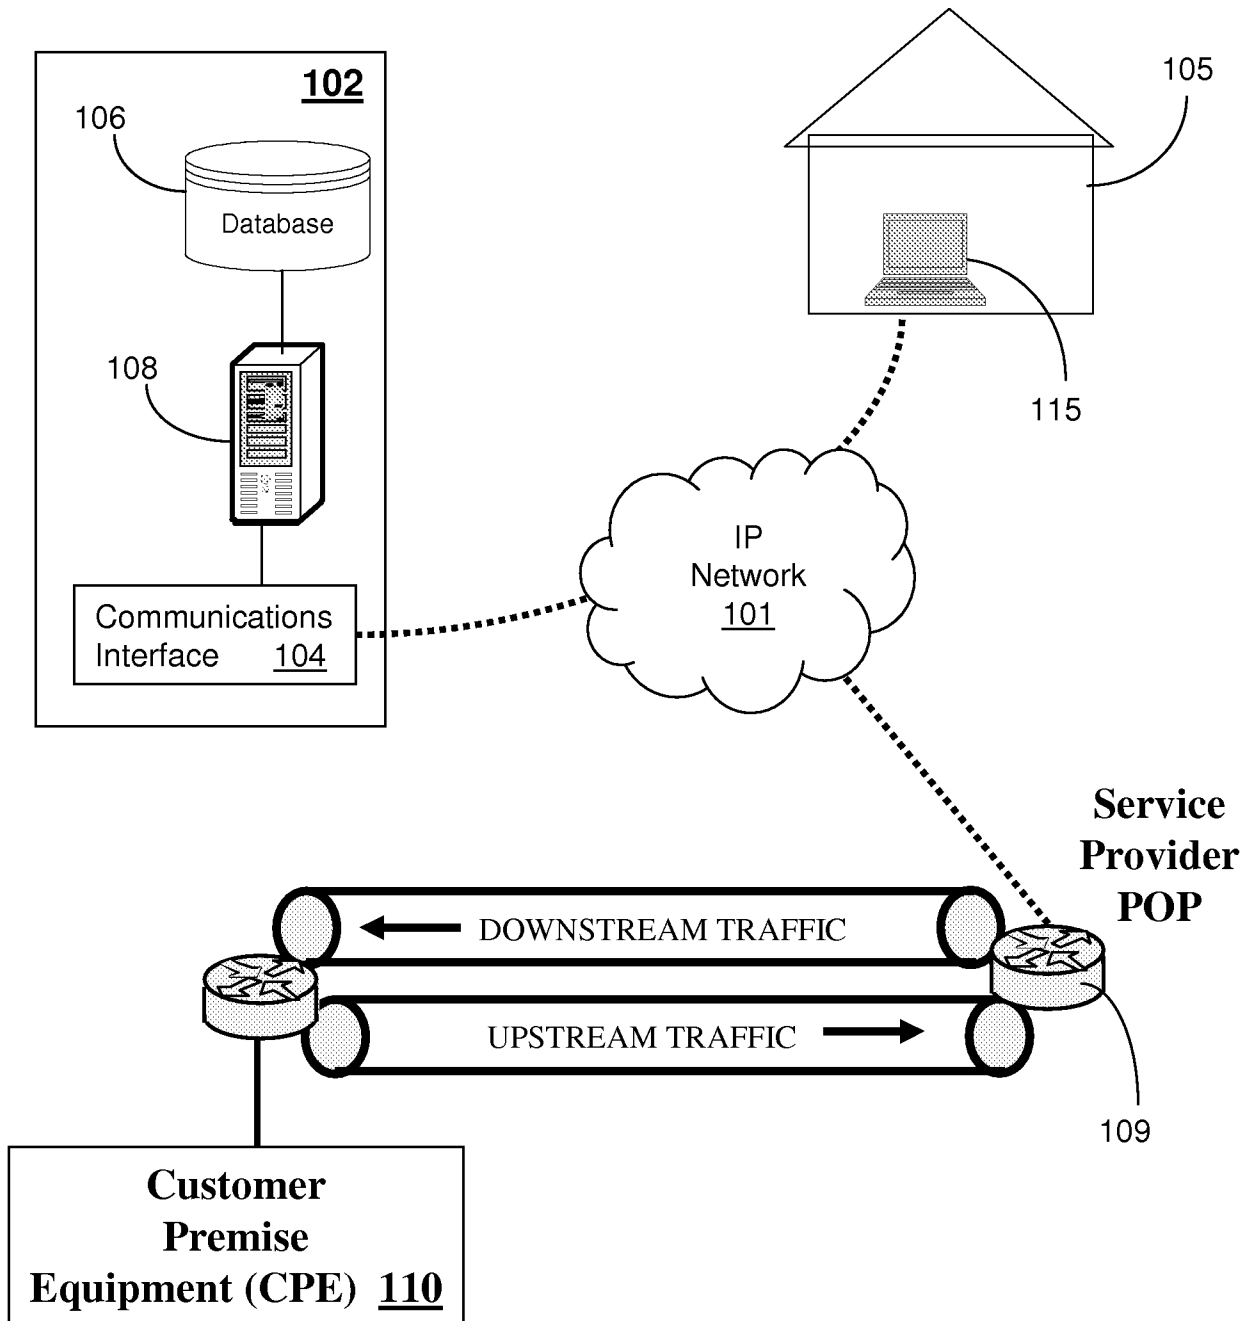 102
106
Database
108
Communications
Interface 104
105
115
IP
Network
101
Service
Provider
POP
DOWNSTREAM TRAFFIC
UPSTREAM TRAFFIC
109
Customer
Premise
Equipment (CPE) 110